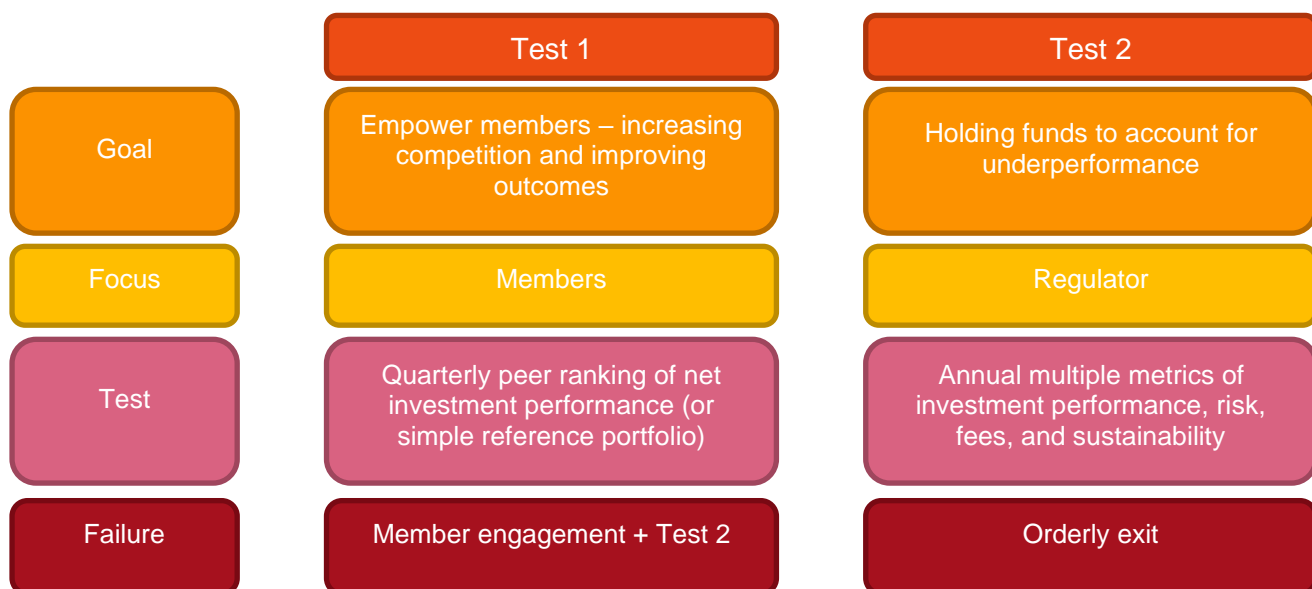 Test 1
Test 2
Goal
Empower members – increasing
competition and improving
outcomes
Holding funds to account for
underperformance
Focus
Members
Regulator
Test
Quarterly peer ranking of net
investment performance (or
simple reference portfolio)
Annual multiple metrics of
investment performance, risk,
fees, and sustainability
Failure
Member engagement + Test 2
Orderly exit